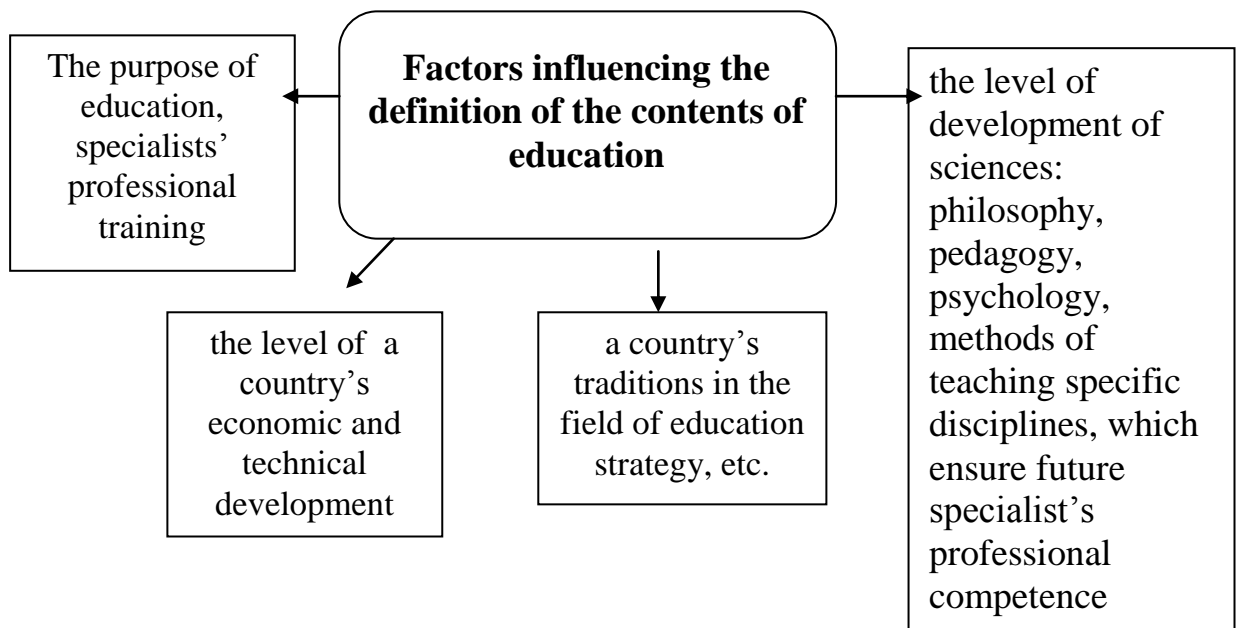 Factors influencing the
definition of the contents of
education
The purpose of
education,
specialists’
professional
training
the level of a
country’s
economic and
technical
development
a country’s
traditions in the
field of education
strategy, etc.
the level of
development of
sciences:
philosophy,
pedagogy,
psychology,
methods of
teaching specific
disciplines, which
ensure future
specialist’s
professional
competence